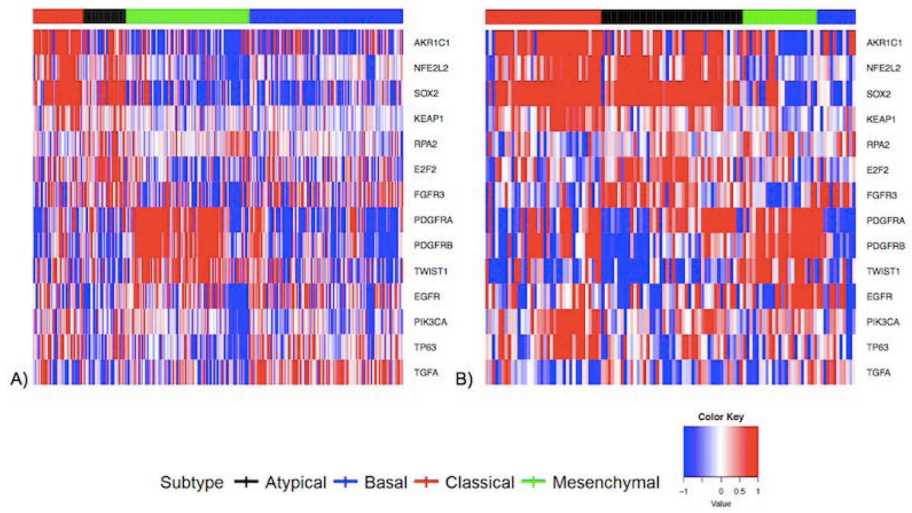 AKR1C1
NFE2L2
SOX2
KEAP1
RPA2
E2F2
FGFR3
PDGFRA
PDGFRB
TWIST1
EGFR
PIK3CA
TP63
TGFA
A)
AKR1C1
NFE2L2
SOX2
KEAP1
RPA2
E2F2
FGFR3
PDGFRA
PDGFRB
TWIST1
EGFR
PIK3CA
TP63
TGFA
B)
Color Key
−1 0 0.5 1
Value
Subtype Atypical Basal Classical Mesenchymal